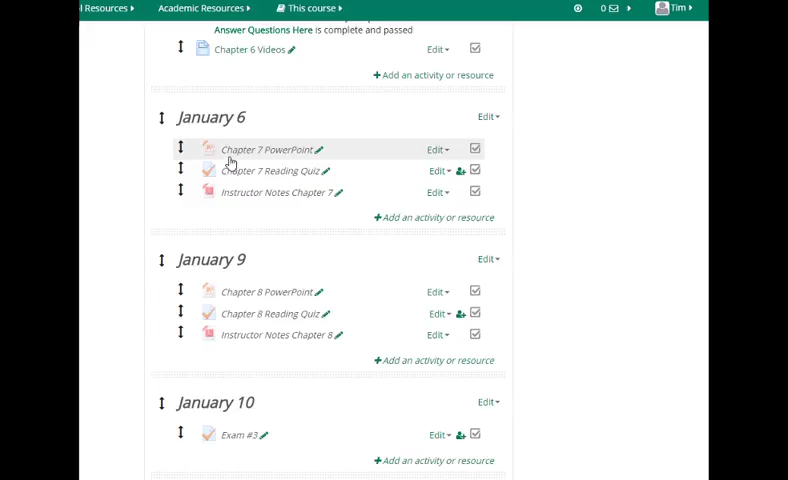 l Resources Academic Resources This course 0 Tim
Answer Questions Here is complete and passed
Chapter 6 Videos Edit
Add an activity or resource
January 6 Edit
Chapter 7 PowerPoint Edit
Chapter 7 Reading Quiz Edit
Instructor Notes Chapter 7 Edit
Add an activity or resource
January 9 Edit
Chapter 8 PowerPoint Edit
Chapter 8 Reading Quiz Edit
Instructor Notes Chapter 8 Edit
Add an activity or resource
January 10 Edit
Exam #3 Edit
Add an activity or resource